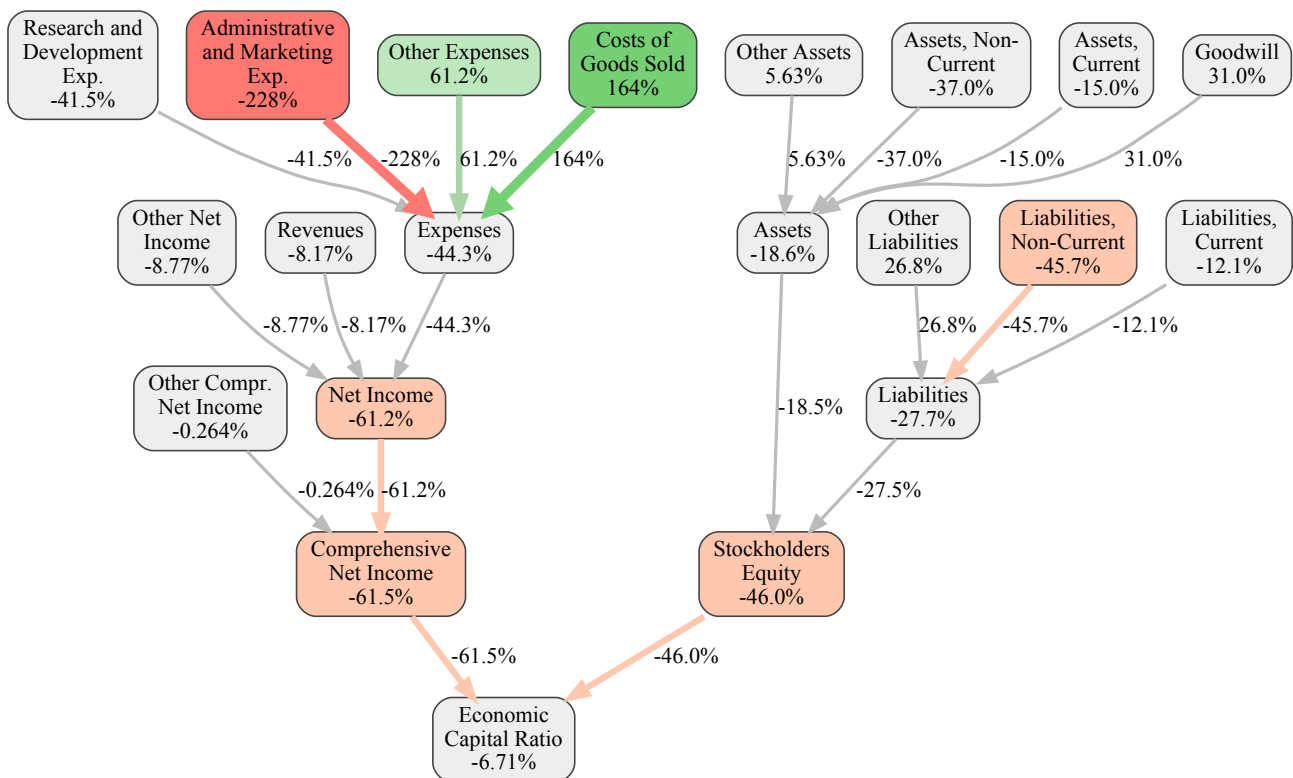 Research and
Development
Exp.
-41.5%
Administrative
and Marketing
Exp.
-228%
Other Expenses
61.2%
Costs of
Goods Sold
164%
Other Assets
5.63%
Assets, Non-
Current
-37.0%
Assets,
Current
-15.0%
Goodwill
31.0%
-41.5%
-228%
61.2%
164%
5.63%
-37.0%
-15.0%
31.0%
Other Net
Income
-8.77%
Revenues
-8.17%
Expenses
-44.3%
Assets
-18.6%
Other
Liabilities
26.8%
Liabilities,
Non-Current
-45.7%
Liabilities,
Current
-12.1%
-8.77%
-8.17%
-44.3%
26.8%
-45.7%
-12.1%
Other Compr.
Net Income
-0.264%
Net Income
-61.2%
-18.5%
Liabilities
-27.7%
-0.264%
-61.2%
-27.5%
Comprehensive
Net Income
-61.5%
Stockholders
Equity
-46.0%
-61.5%
-46.0%
Economic
Capital Ratio
-6.71%